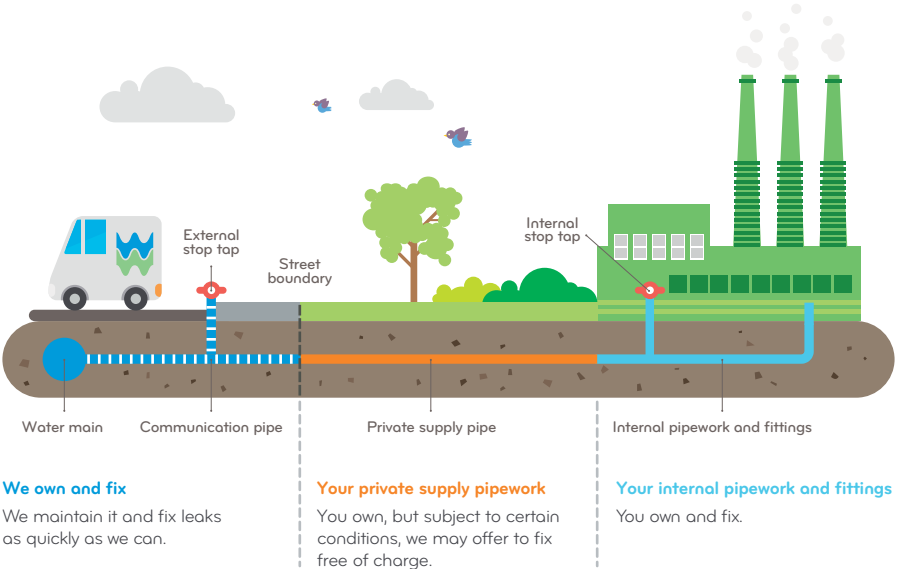 External
stop tap
Street
boundary
Internal
stop tap
Water main
Communication pipe
Private supply pipe
Internal pipework and fittings
We own and fix
We maintain it and fix leaks
as quickly as we can.
Your private supply pipework
You own, but subject to certain
conditions, we may offer to fix
free of charge.
Your internal pipework and fittings
You own and fix.